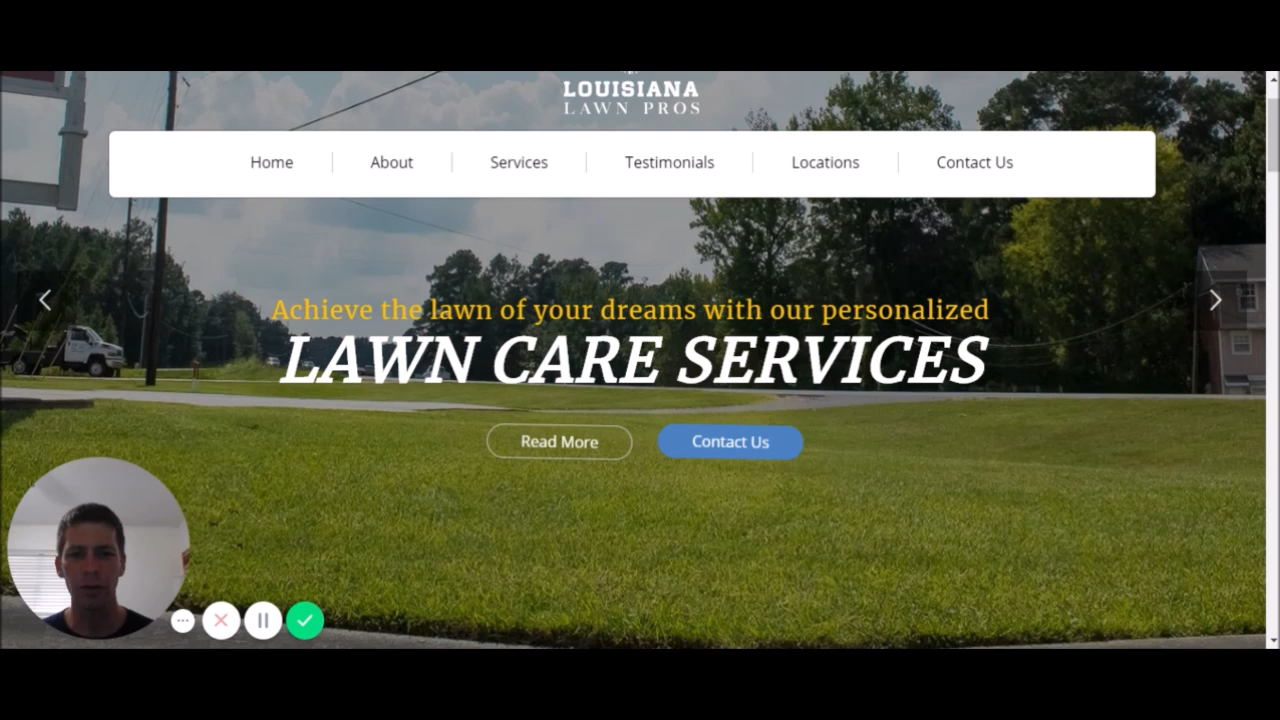 LOUISIANA
LAWN PROS
Home About Services Testimonials Locations Contact Us
Achieve the lawn of your dreams with our personalized
LAWN CARE SERVICES
Read More Contact Us